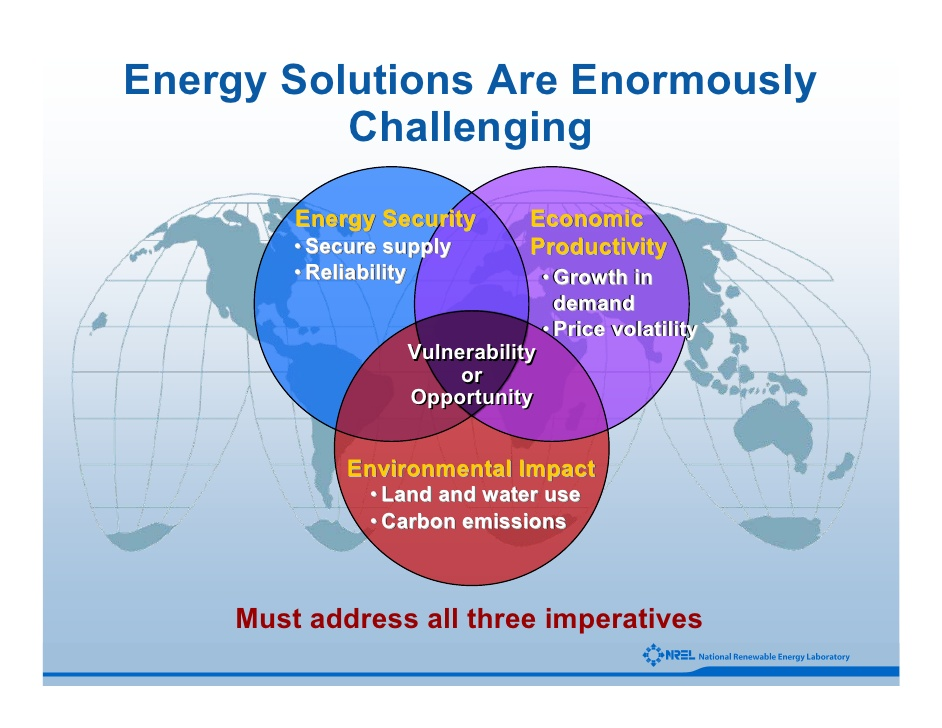 Energy Solutions Are Enormously
Challenging
Energy Security
• Secure supply
• Reliability
Economic
Productivity
• Growth in
demand
• Price volatility
Vulnerability
or
Opportunity
Environmental Impact
• Land and water use
• Carbon emissions
Must address all three imperatives
NREL National Renewable Energy Laboratory